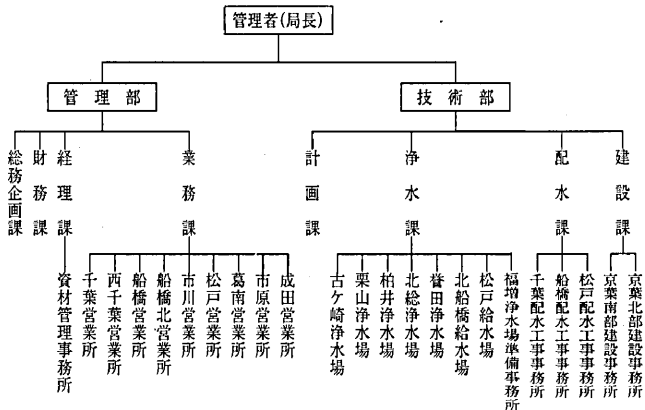 管理者(局長)
管理部
技術部
総務企画課
財務課
経理課
業務課
計画課
浄水課
配水課
建設課
資材管理事務所
千葉営業所
西千葉営業所
船橋営業所
船橋北営業所
市川営業所
松戸営業所
葛南営業所
市原営業所
成田営業所
古ケ崎浄水場
栗山浄水場
柏井浄水場
北総浄水場
誉田浄水場
北船橋給水場
松戸給水場
福増浄水場準備事務所
千葉配水工事事務所
船橋配水工事事務所
松戸配水工事事務所
京葉南部建設事務所
京葉北部建設事務所